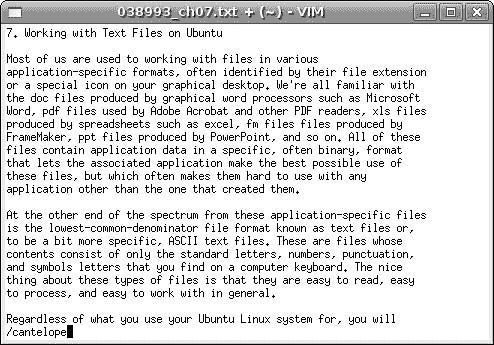 038993_ch07.txt + (~) - VIM
7. Working with Text Files on Ubuntu
Most of us are used to working with files in various
application-specific formats, often identified by their file extension
or a special icon on your graphical desktop. We're all familiar with
the doc files produced by graphical word processors such as Microsoft
Word, pdf files used by Adobe Acrobat and other PDF readers, xls files
produced by spreadsheets such as excel, fm files files produced by
FrameMaker, ppt files produced by PowerPoint, and so on. All of these
files contain application data in a specific, often binary, format
that lets the associated application make the best possible use of
these files, but which often makes them hard to use with any
application other than the one that created them.
At the other end of the spectrum from these application-specific files
is the lowest-common-denominator file format known as text files or,
to be a bit more specific, ASCII text files. These are files whose
contents consist of only the standard letters, numbers, punctuation,
and symbols letters that you find on a computer keyboard. The nice
thing about these types of files is that they are easy to read, easy
to process, and easy to work with in general.
Regardless of what you use your Ubuntu Linux system for, you will
/cantelope